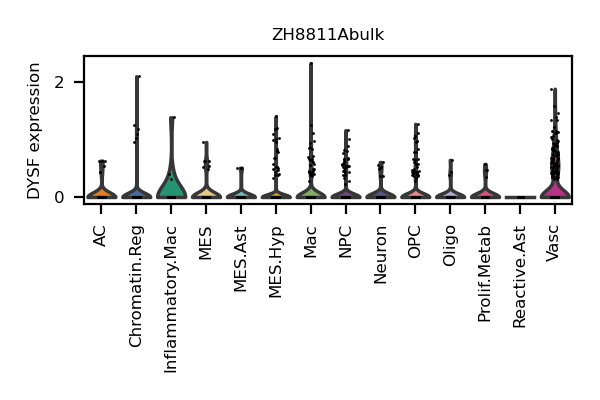 ZH8811Abulk
DYSF expression
2
0
AC
Chromatin.Reg
Inflammatory.Mac
MES
MES.Ast
MES.Hyp
Mac
NPC
Neuron
OPC
Oligo
Prolif.Metab
Reactive.Ast
Vasc